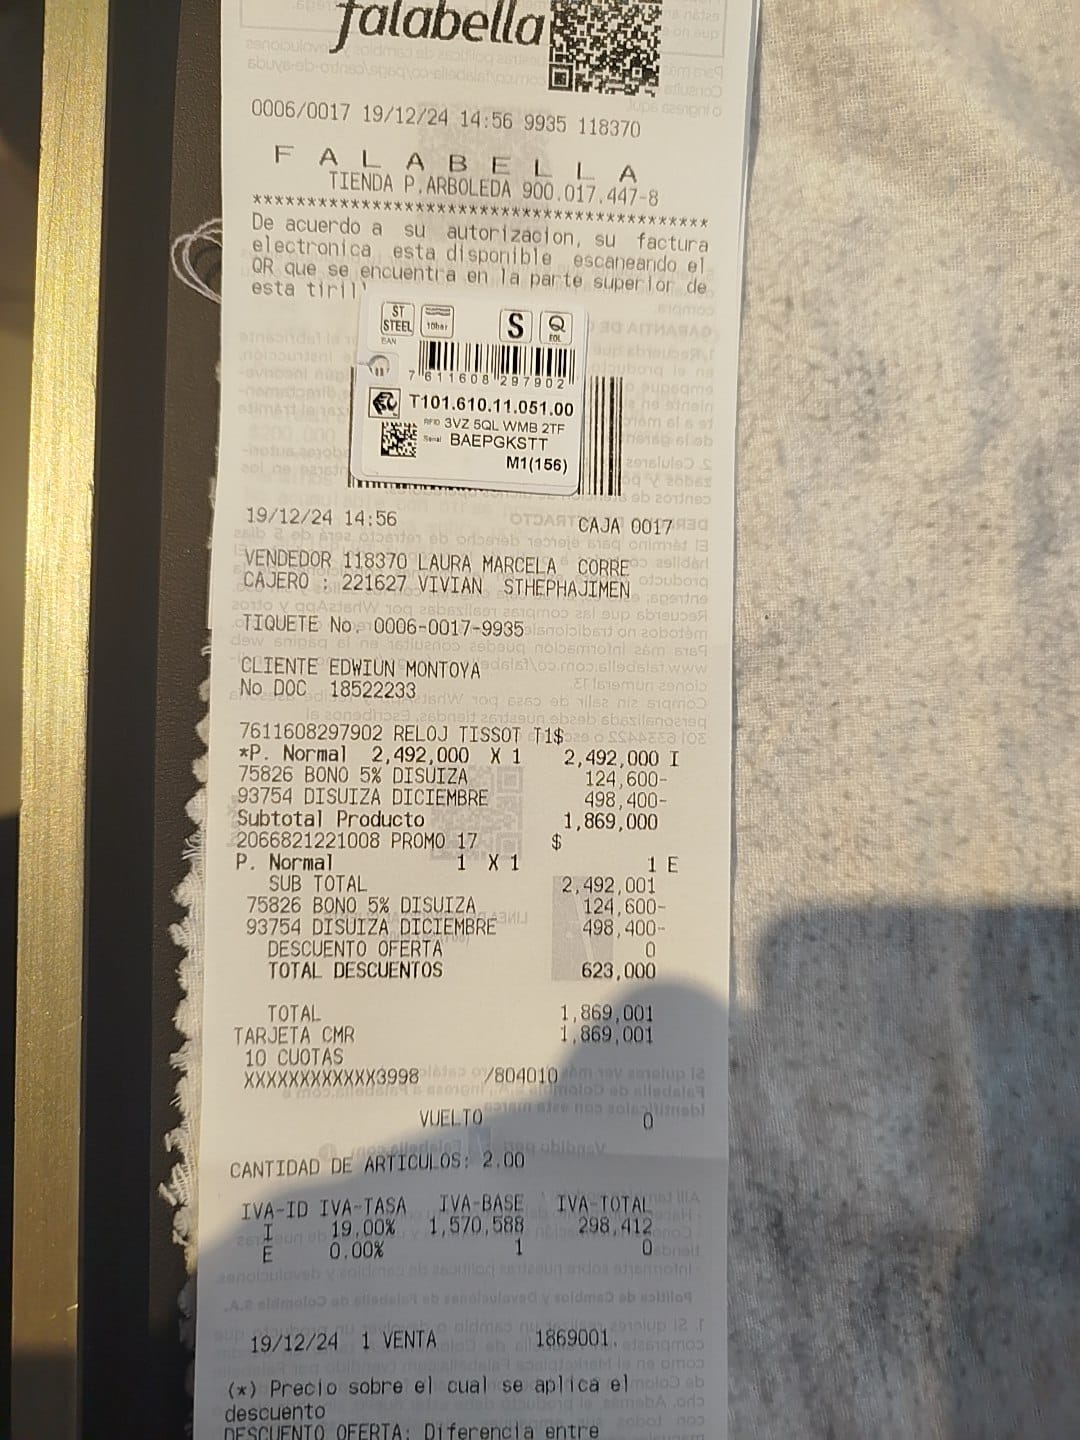 falabella
0006/0017 19/12/24 14:56 9935 118370
F A L A B E L L A
TIENDA P.ARBOLEDA 900.017.447-8
******************************************
De acuerdo a su autorizacion, su factura
electronica esta disponible escaneando el
QR que se encuentra en la parte superior de
esta
ST STEEL
10bar
S
Q
EOL
EAN
7 611608 297902
T101.610.11.051.00
RFID 3VZ 5QL WMB 2TF
Serial BAEPGKSTT
M1(156)
19/12/24 14:56 CAJA 0017
VENDEDOR 118370 LAURA MARCELA CORRE
CAJERO : 221627 VIVIAN STHEPHAJIMEN
TIQUETE No. 0006-0017-9935
CLIENTE EDWIUN MONTOYA
No DOC 18522233
7611608297902 RELOJ TISSOT T1$
*P. Normal 2,492,000 X 1 2,492,000 I
75826 BONO 5% DISUIZA 124,600-
93754 DISUIZA DICIEMBRE 498,400-
Subtotal Producto 1,869,000
2066821221008 PROMO 17 $
P. Normal 1 X 1 1 E
SUB TOTAL 2,492,001
75826 BONO 5% DISUIZA 124,600-
93754 DISUIZA DICIEMBRE 498,400-
DESCUENTO OFERTA 0
TOTAL DESCUENTOS 623,000
TOTAL 1,869,001
TARJETA CMR 1,869,001
10 CUOTAS
XXXXXXXXXXXX3998 /804010
VUELTO 0
CANTIDAD DE ARTICULOS: 2.00
IVA-ID IVA-TASA IVA-BASE IVA-TOTAL
I 19.00% 1,570,588 298,412
E 0.00% 1 0
19/12/24 1 VENTA 1869001.
(*) Precio sobre el cual se aplica el
descuento
DESCUENTO OFERTA: Diferencia entre